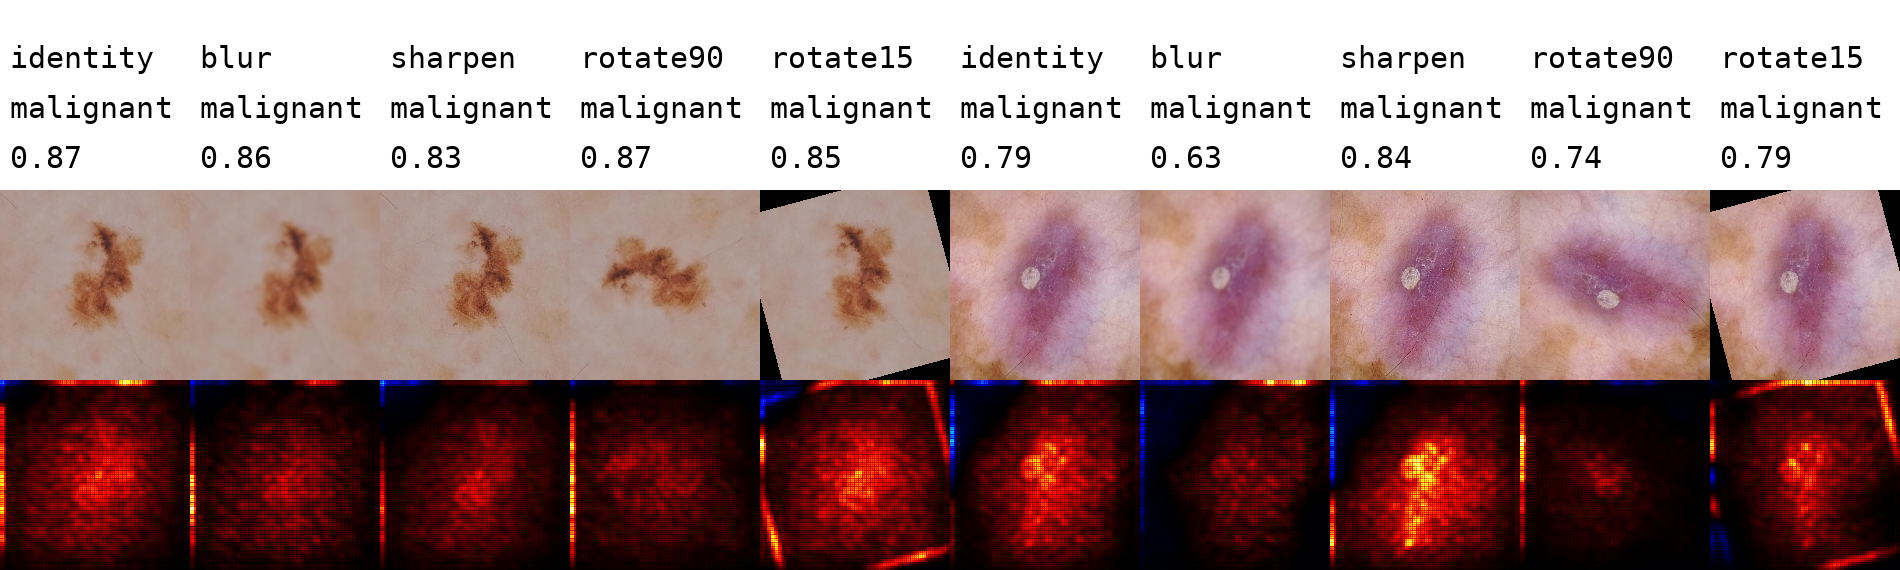 identity blur sharpen rotate90 rotate15 identity blur sharpen rotate90 rotate15
malignant malignant malignant malignant malignant malignant malignant malignant malignant malignant
0.87 0.86 0.83 0.87 0.85 0.79 0.63 0.84 0.74 0.79